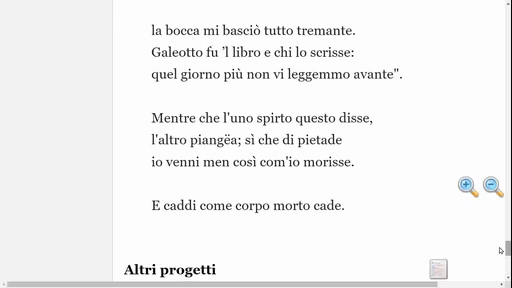 la bocca mi basciò tutto tremante.
Galeotto fu 'l libro e chi lo scrisse:
quel giorno più non vi leggemmo avante".
Mentre che l'uno spirto questo disse,
l'altro piangëa; sì che di pietade
io venni men così com'io morisse.
E caddi come corpo morto cade.
Altri progetti